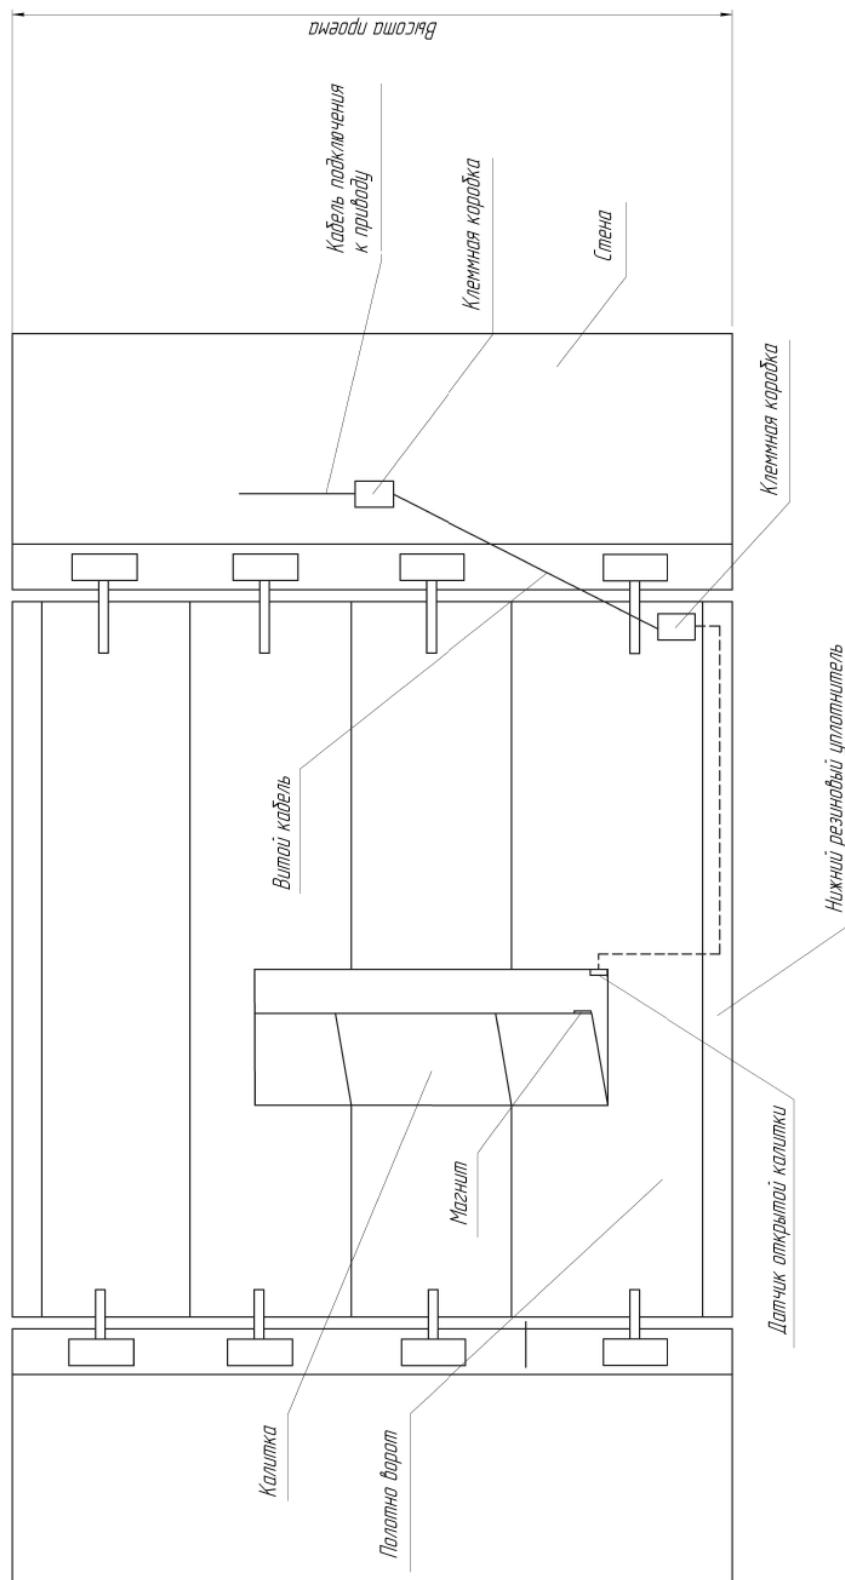 Высота проема
Кабель подключения
к приводу
Клеммная коробка
Стена
Клеммная коробка
Витой кабель
Нижний резиновый уплотнитель
Магнит
Датчик открытой калитки
Калитка
Полотно ворот